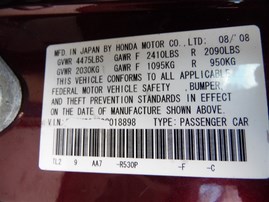 MFD. IN JAPAN BY HONDA MOTOR CO.,LTD. 08/'08
GVWR 4475LBS GAWR F 2410LBS R 2090LBS
GVWR 2030KG GAWR F 1095KG R 950KG
THIS VEHICLE CONFORMS TO ALL APPLICABLE
FEDERAL MOTOR VEHICLE SAFETY, BUMPER,
AND THEFT PREVENTION STANDARDS IN EFFECT
ON THE DATE OF MANUFACTURE SHOWN ABOVE.
V.I.N. 018898 TYPE: PASSENGER CAR
TL2 9 AA7 -R530P -F -C